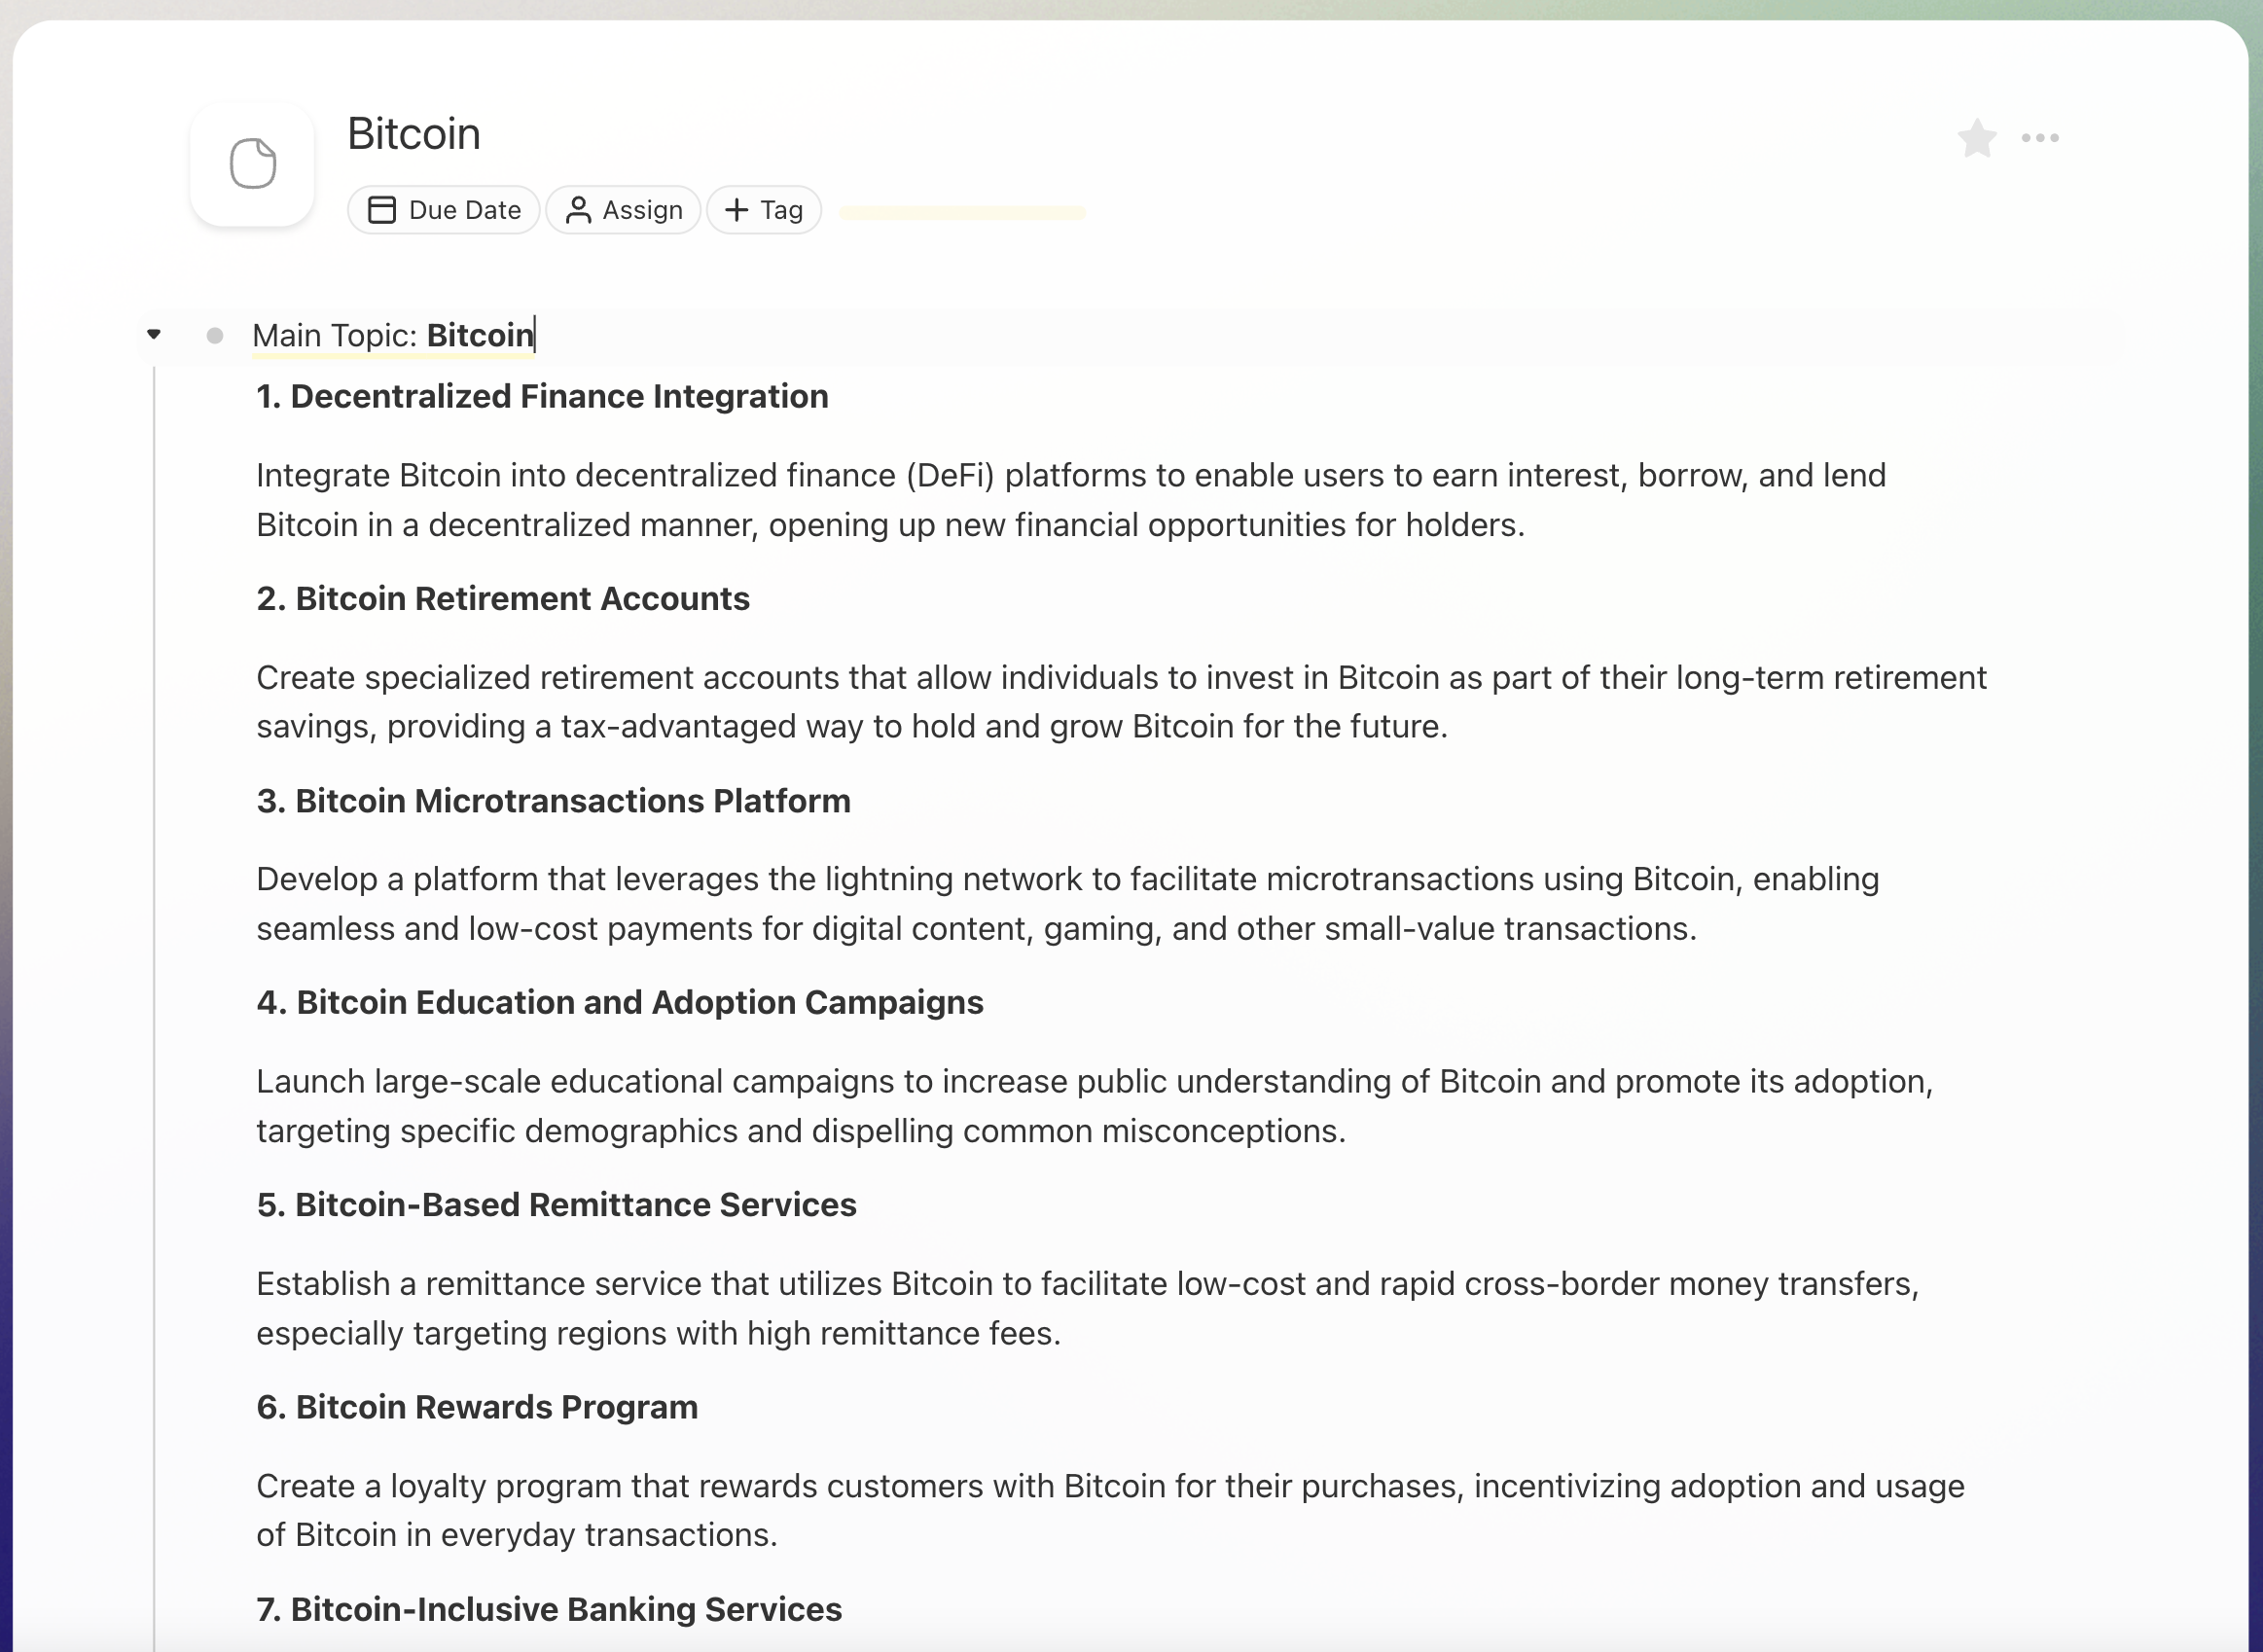 Bitcoin
Due Date Assign + Tag
Main Topic: Bitcoin
1. Decentralized Finance Integration
Integrate Bitcoin into decentralized finance (DeFi) platforms to enable users to earn interest, borrow, and lend
Bitcoin in a decentralized manner, opening up new financial opportunities for holders.
2. Bitcoin Retirement Accounts
Create specialized retirement accounts that allow individuals to invest in Bitcoin as part of their long-term retirement
savings, providing a tax-advantaged way to hold and grow Bitcoin for the future.
3. Bitcoin Microtransactions Platform
Develop a platform that leverages the lightning network to facilitate microtransactions using Bitcoin, enabling
seamless and low-cost payments for digital content, gaming, and other small-value transactions.
4. Bitcoin Education and Adoption Campaigns
Launch large-scale educational campaigns to increase public understanding of Bitcoin and promote its adoption,
targeting specific demographics and dispelling common misconceptions.
5. Bitcoin-Based Remittance Services
Establish a remittance service that utilizes Bitcoin to facilitate low-cost and rapid cross-border money transfers,
especially targeting regions with high remittance fees.
6. Bitcoin Rewards Program
Create a loyalty program that rewards customers with Bitcoin for their purchases, incentivizing adoption and usage
of Bitcoin in everyday transactions.
7. Bitcoin-Inclusive Banking Services